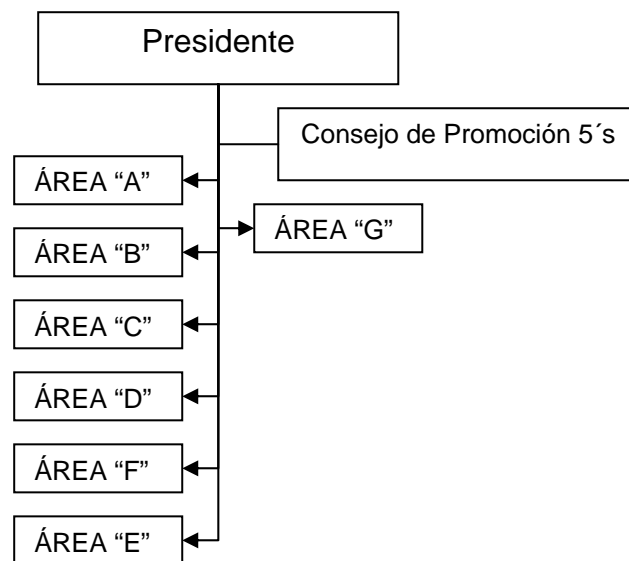 Presidente
Consejo de Promoción 5´s
ÁREA “A”
ÁREA “G”
ÁREA “B”
ÁREA “C”
ÁREA “D”
ÁREA “F”
ÁREA “E”